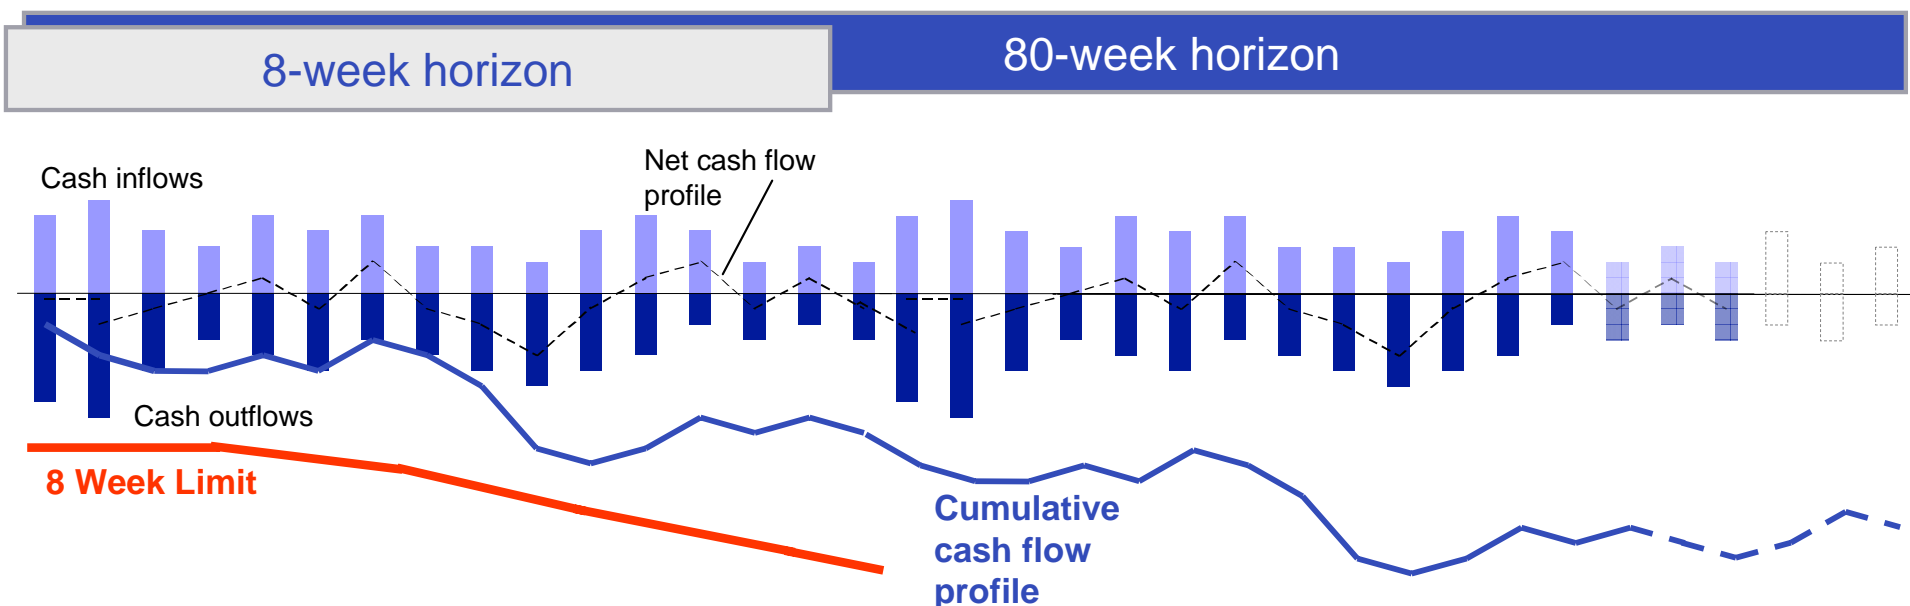 8-week horizon
80-week horizon
Cash inflows
Net cash flow
profile
Cash outflows
8 Week Limit
Cumulative
cash flow
profile